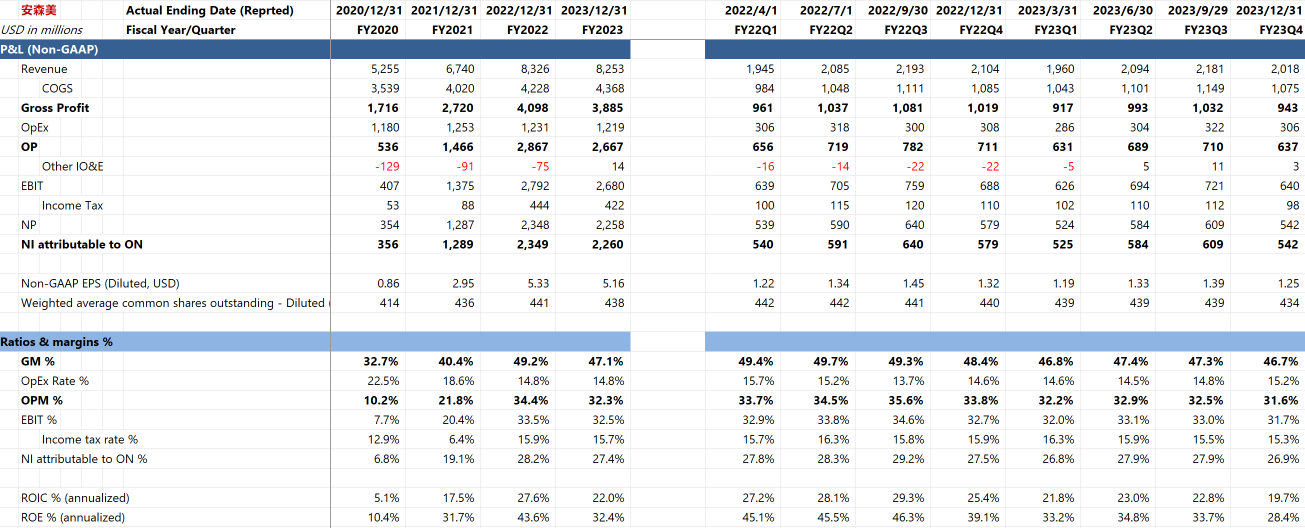 安森美 Actual Ending Date (Reprted) 2020/12/31 2021/12/31 2022/12/31 2023/12/31 2022/4/1 2022/7/1 2022/9/30 2022/12/31 2023/3/31 2023/6/30 2023/9/29 2023/12/31
USD in millions Fiscal Year/Quarter FY2020 FY2021 FY2022 FY2023 FY22Q1 FY22Q2 FY22Q3 FY22Q4 FY23Q1 FY23Q2 FY23Q3 FY23Q4
P&L (Non-GAAP)
Revenue 5,255 6,740 8,326 8,253 1,945 2,085 2,193 2,104 1,960 2,094 2,181 2,018
COGS 3,539 4,020 4,228 4,368 984 1,048 1,111 1,085 1,043 1,101 1,149 1,075
Gross Profit 1,716 2,720 4,098 3,885 961 1,037 1,081 1,019 917 993 1,032 943
OpEx 1,180 1,253 1,231 1,219 306 318 300 308 286 304 322 306
OP 536 1,466 2,867 2,667 656 719 782 711 631 689 710 637
Other IO&E -129 -91 -75 14 -16 -14 -22 -22 -5 5 11 3
EBIT 407 1,375 2,792 2,680 639 705 759 688 626 694 721 640
Income Tax 53 88 444 422 100 115 120 110 102 110 112 98
NP 354 1,287 2,348 2,258 539 590 640 579 524 584 609 542
NI attributable to ON 356 1,289 2,349 2,260 540 591 640 579 525 584 609 542
Non-GAAP EPS (Diluted, USD) 0.86 2.95 5.33 5.16 1.22 1.34 1.45 1.32 1.19 1.33 1.39 1.25
Weighted average common shares outstanding - Diluted ( 414 436 441 438 442 442 441 440 439 439 439 434
Ratios & margins %
GM % 32.7% 40.4% 49.2% 47.1% 49.4% 49.7% 49.3% 48.4% 46.8% 47.4% 47.3% 46.7%
OpEx Rate % 22.5% 18.6% 14.8% 14.8% 15.7% 15.2% 13.7% 14.6% 14.6% 14.5% 14.8% 15.2%
OPM % 10.2% 21.8% 34.4% 32.3% 33.7% 34.5% 35.6% 33.8% 32.2% 32.9% 32.5% 31.6%
EBIT % 7.7% 20.4% 33.5% 32.5% 32.9% 33.8% 34.6% 32.7% 32.0% 33.1% 33.0% 31.7%
Income tax rate % 12.9% 6.4% 15.9% 15.7% 15.7% 16.3% 15.8% 15.9% 16.3% 15.9% 15.5% 15.3%
NI attributable to ON % 6.8% 19.1% 28.2% 27.4% 27.8% 28.3% 29.2% 27.5% 26.8% 27.9% 27.9% 26.9%
ROIC % (annualized) 5.1% 17.5% 27.6% 22.0% 27.2% 28.1% 29.3% 25.4% 21.8% 23.0% 22.8% 19.7%
ROE % (annualized) 10.4% 31.7% 43.6% 32.4% 45.1% 45.5% 46.3% 39.1% 33.2% 34.8% 33.7% 28.4%